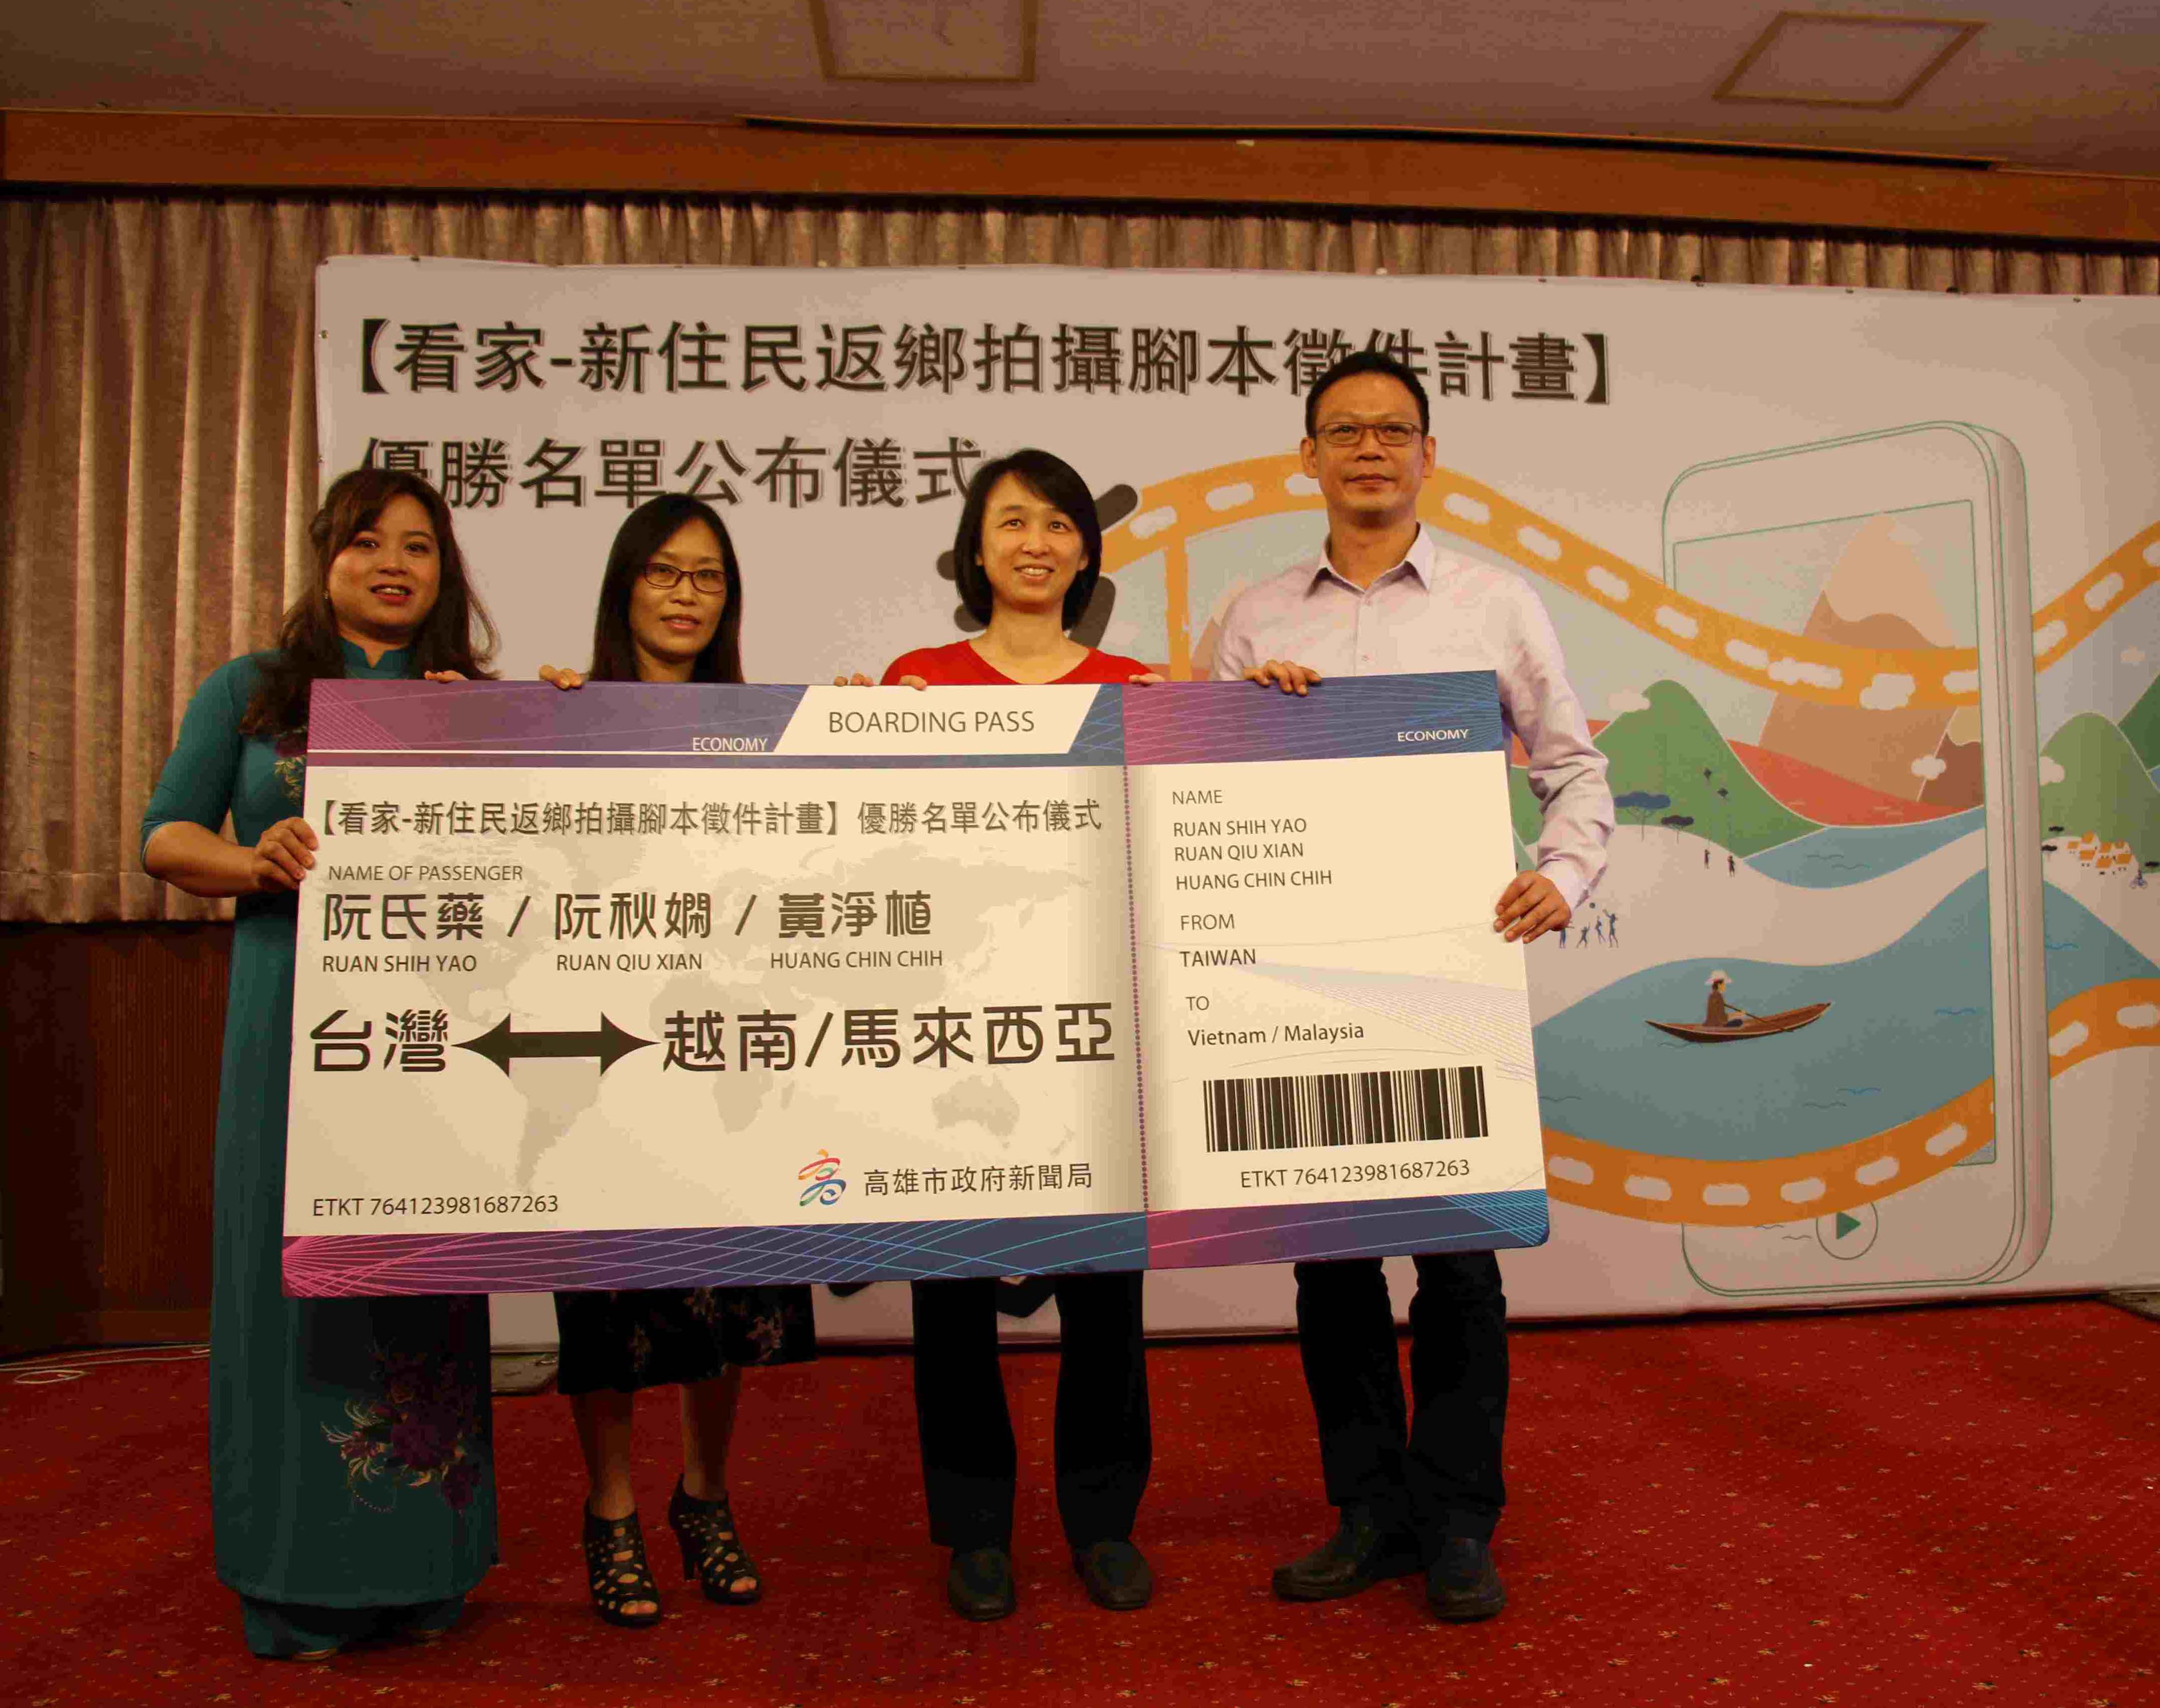 【看家-新住民返鄉拍攝腳本徵件計畫】
優勝名單公布儀式
ECONOMY
BOARDING PASS
【看家-新住民返鄉拍攝腳本徵件計畫】優勝名單公布儀式
NAME OF PASSENGER
阮氏藥 / 阮秋嫻 / 黃淨植
RUAN SHIH YAO RUAN QIU XIAN HUANG CHIN CHIH
台灣 越南/馬來西亞
高雄市政府新聞局
ETKT 764123981687263
ECONOMY
NAME
RUAN SHIH YAO
RUAN QIU XIAN
HUANG CHIN CHIH
FROM
TAIWAN
TO
Vietnam / Malaysia
ETKT 764123981687263